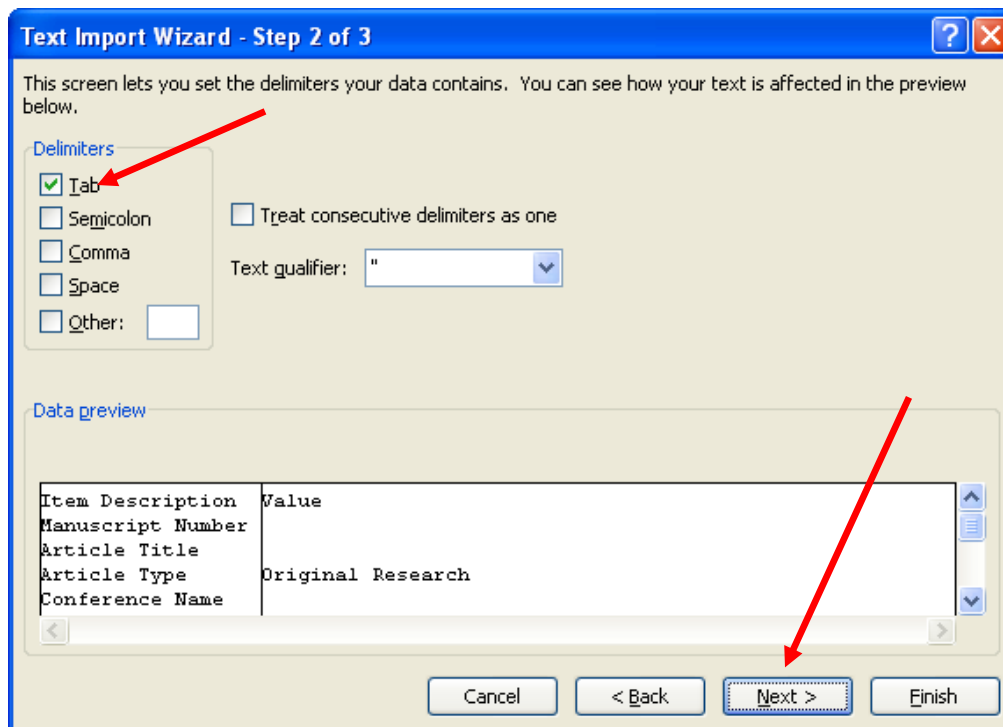 Text Import Wizard - Step 2 of 3
This screen lets you set the delimiters your data contains.  You can see how your text is affected in the preview
below.
Delimiters
Tab
Semicolon
Comma
Space
Other:
Treat consecutive delimiters as one
Text qualifier: "
Data preview
Item Description Value
Manuscript Number
Article Title
Article Type Original Research
Conference Name
Cancel < Back Next > Finish